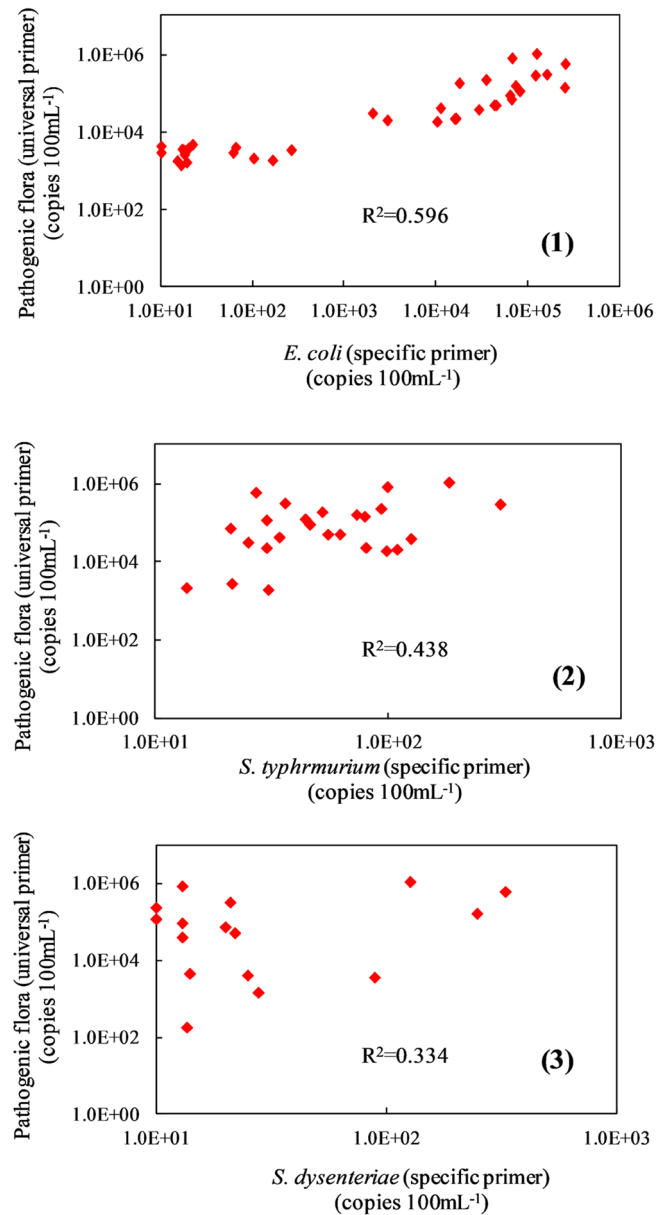 Pathogenic flora (universal primer)
(copies 100mL⁻¹)
1.0E+06
1.0E+04
1.0E+02
1.0E+00
R²=0.596
(1)
1.0E+01 1.0E+02 1.0E+03 1.0E+04 1.0E+05 1.0E+06
E. coli (specific primer)
(copies 100mL⁻¹)
Pathogenic flora (universal primer)
(copies 100mL⁻¹)
1.0E+06
1.0E+04
1.0E+02
1.0E+00
R²=0.438
(2)
1.0E+01 1.0E+02 1.0E+03
S. typhrmurium (specific primer)
(copies 100mL⁻¹)
Pathogenic flora (universal primer)
(copies 100mL⁻¹)
1.0E+06
1.0E+04
1.0E+02
1.0E+00
R²=0.334
(3)
1.0E+01 1.0E+02 1.0E+03
S. dysenteriae (specific primer)
(copies 100mL⁻¹)